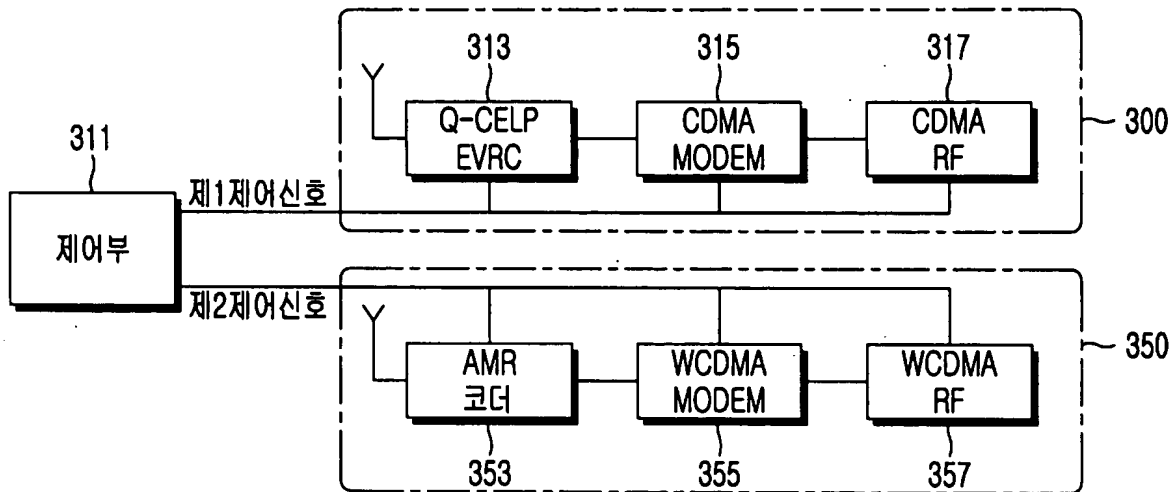 313
315
317
Q-CELP
EVRC
CDMA
MODEM
CDMA
RF
300
311
제1제어신호
제어부
제2제어신호
AMR
코더
WCDMA
MODEM
WCDMA
RF
350
353
355
357